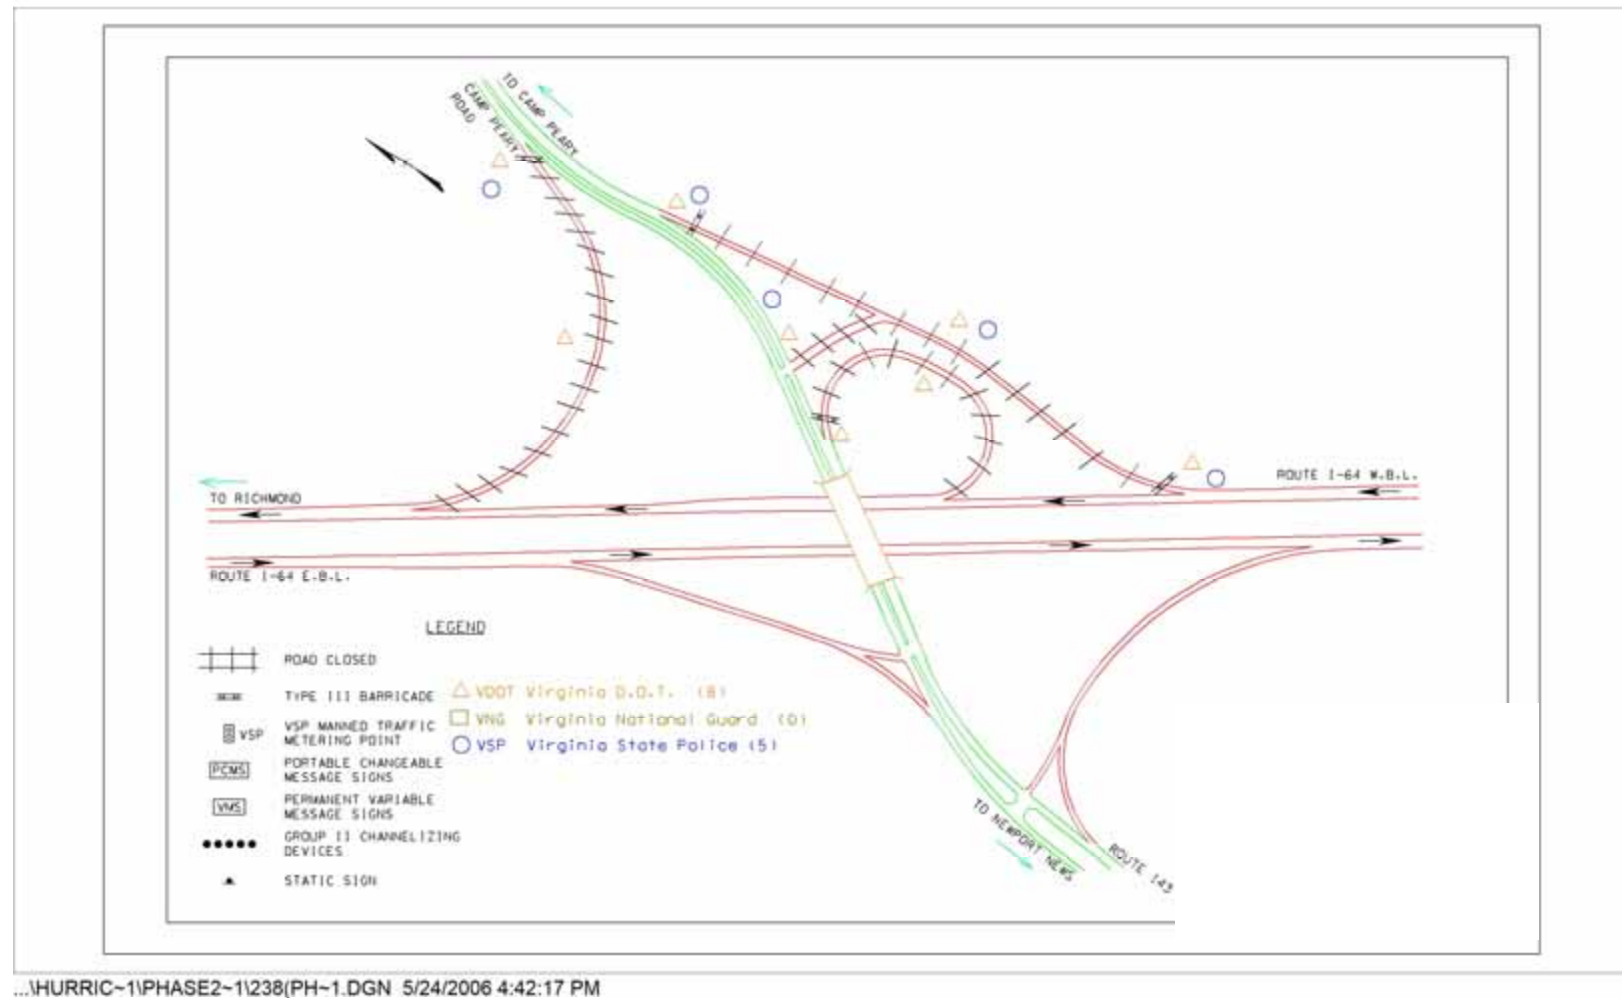 TO CAMP PEARY
CAMP PEARY
ROAD
ROUTE I-64 W.B.L.
TO RICHMOND
ROUTE I-64 E.B.L.
LEGEND
ROAD CLOSED
TYPE III BARRICADE
VSP
VSP MANNED TRAFFIC
METERING POINT
PCMS
PORTABLE CHANGEABLE
MESSAGE SIGNS
VMS
PERMANENT VARIABLE
MESSAGE SIGNS
GROUP II CHANNELIZING
DEVICES
STATIC SIGN
VDOT Virginia D.O.T. (8)
VNG Virginia National Guard (0)
VSP Virginia State Police (5)
TO NEWPORT NEWS
ROUTE 143
...\HURRIC~1\PHASE2~1\238(PH~1.DGN 5/24/2006 4:42:17 PM